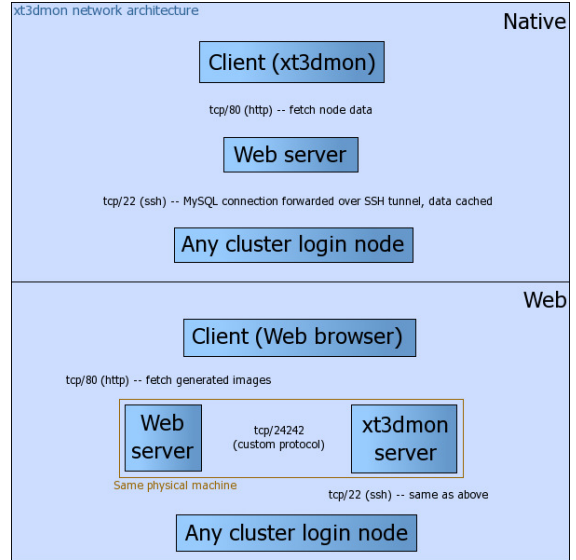 xt3dmon network architecture
Native
Client (xt3dmon)
tcp/80 (http) -- fetch node data
Web server
tcp/22 (ssh) -- MySQL connection forwarded over SSH tunnel, data cached
Any cluster login node
Web
Client (Web browser)
tcp/80 (http) -- fetch generated images
Web
server
tcp/24242
(custom protocol)
xt3dmon
server
Same physical machine
tcp/22 (ssh) -- same as above
Any cluster login node